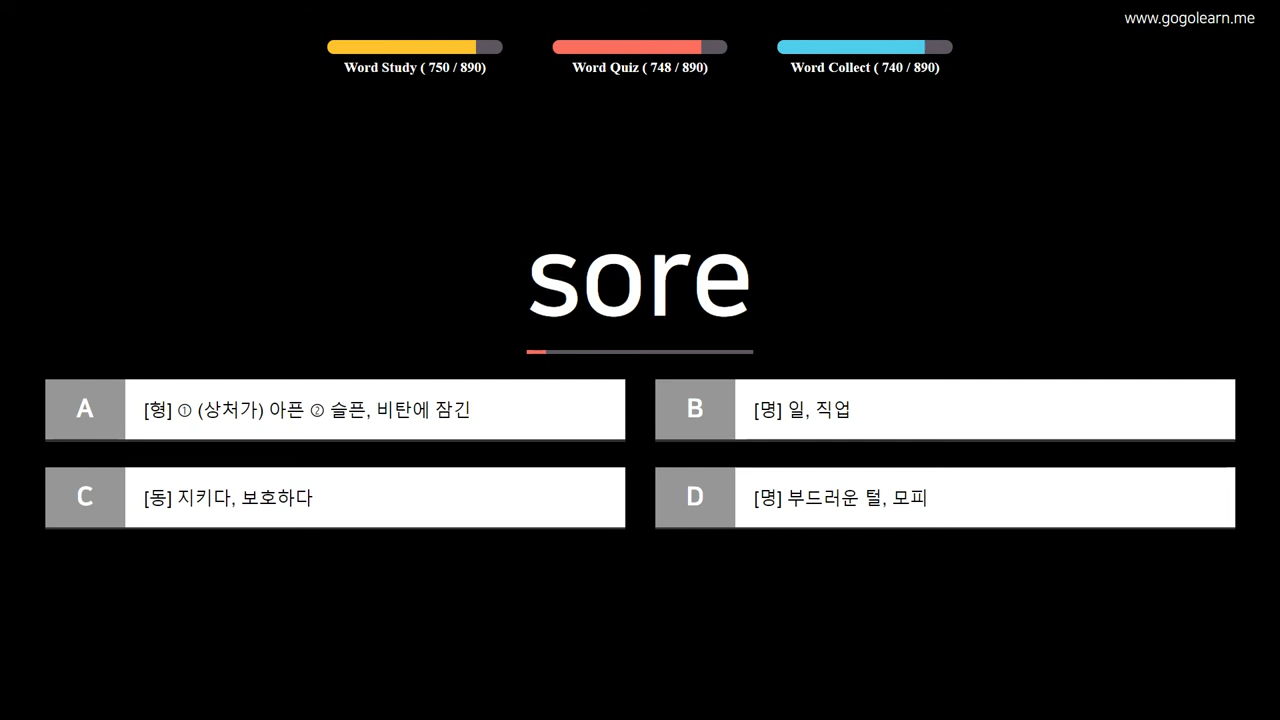 www.gogolearn.me
Word Study ( 750 / 890)
Word Quiz ( 748 / 890)
Word Collect ( 740 / 890)
sore
A [형] ① (상처가) 아픈 ② 슬픈, 비탄에 잠긴
B [명] 일, 직업
C [동] 지키다, 보호하다
D [명] 부드러운 털, 모피